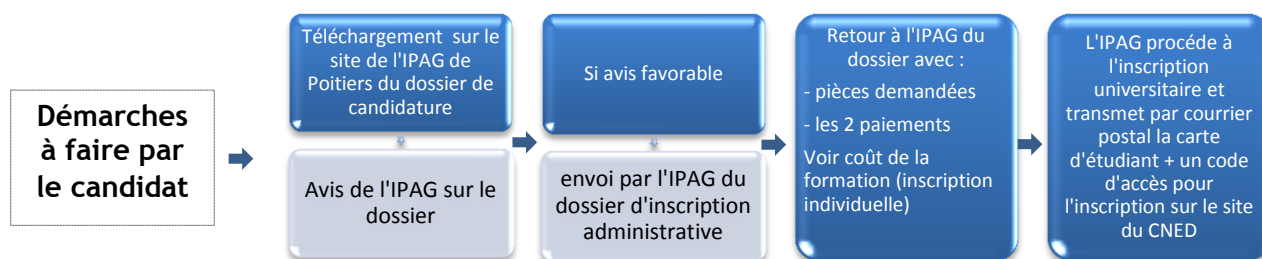 Démarches
à faire par
le candidat
Téléchargement sur le
site de l'IPAG de
Poitiers du dossier de
candidature
Avis de l'IPAG sur le
dossier
Si avis favorable
envoi par l'IPAG du
dossier d'inscription
administrative
Retour à l'IPAG du
dossier avec :
- pièces demandées
- les 2 paiements
Voir coût de la
formation (inscription
individuelle)
L'IPAG procéde à
l'inscription
universitaire et
transmet par courrier
postal la carte
d'étudiant + un code
d'accès pour
l'inscription sur le site
du CNED